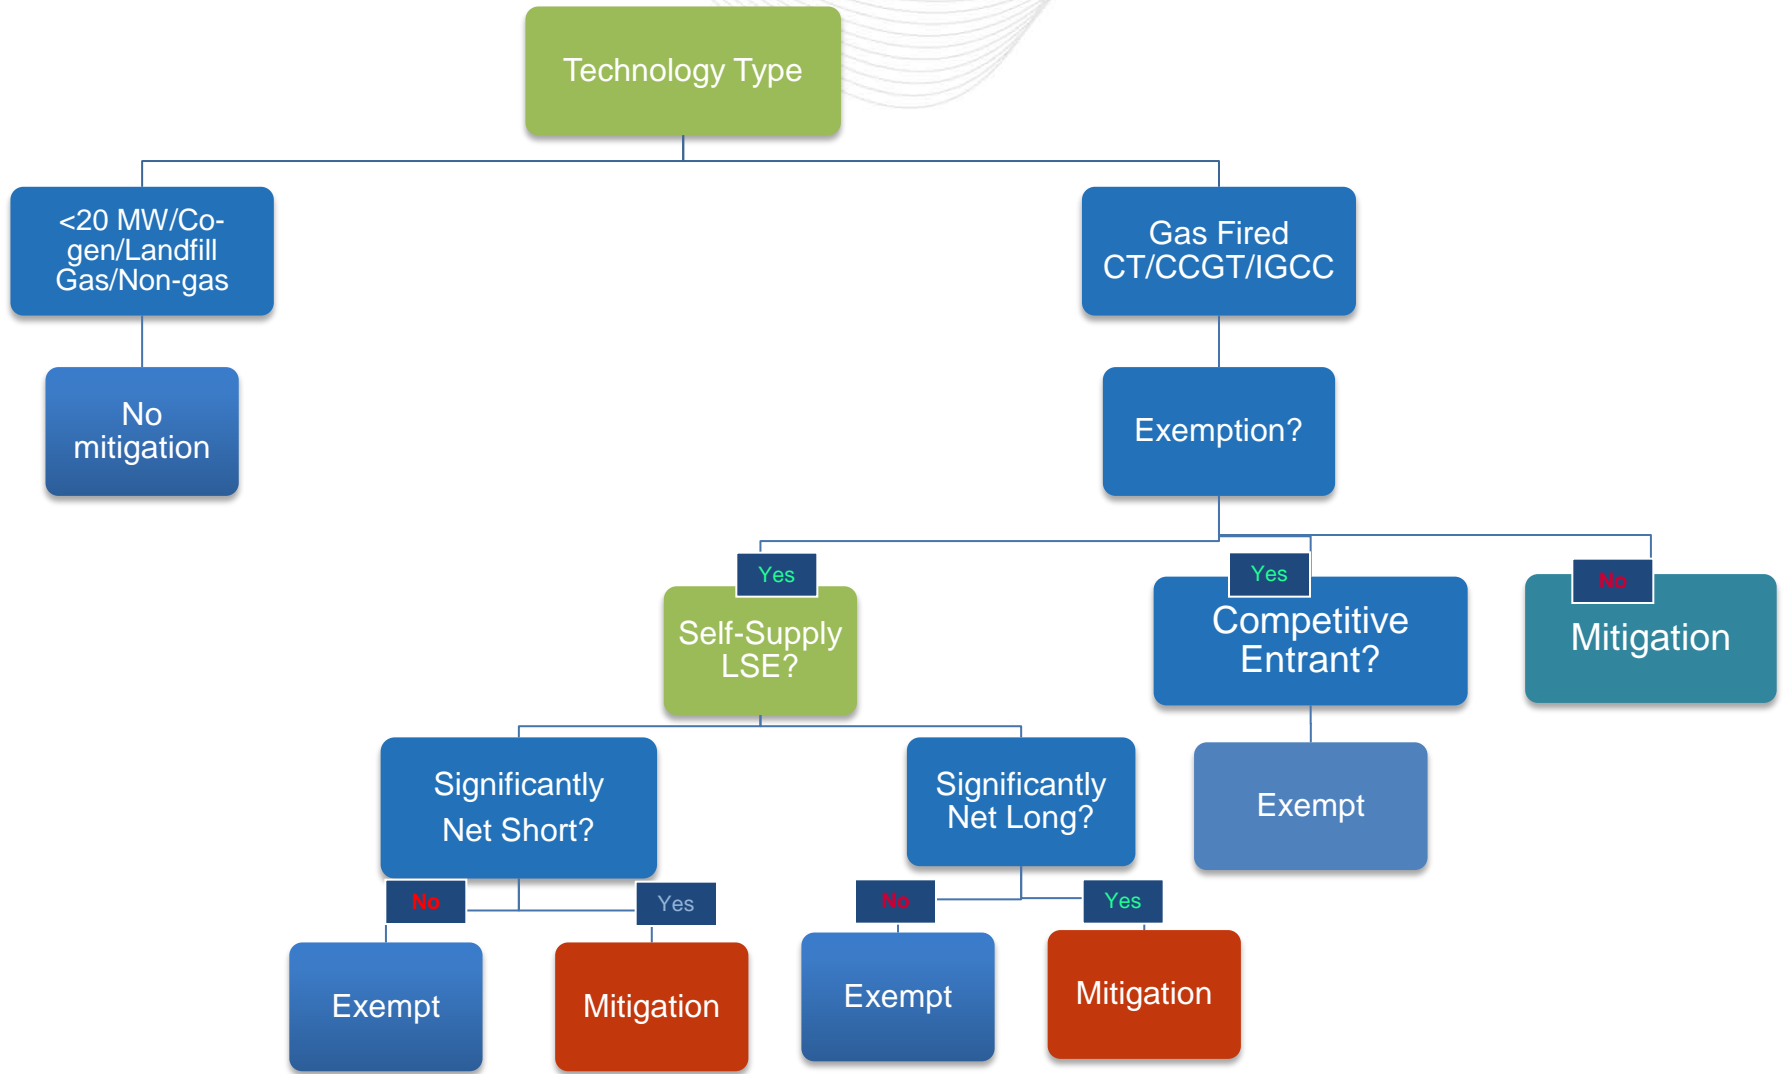 Technology Type
<20 MW/Co-
gen/Landfill
Gas/Non-gas
Gas Fired
CT/CCGT/IGCC
No
mitigation
Exemption?
Yes
Yes
No
Self-Supply
LSE?
Competitive
Entrant?
Mitigation
Significantly
Net Short?
Significantly
Net Long?
Exempt
No
Yes
No
Yes
Exempt
Mitigation
Exempt
Mitigation